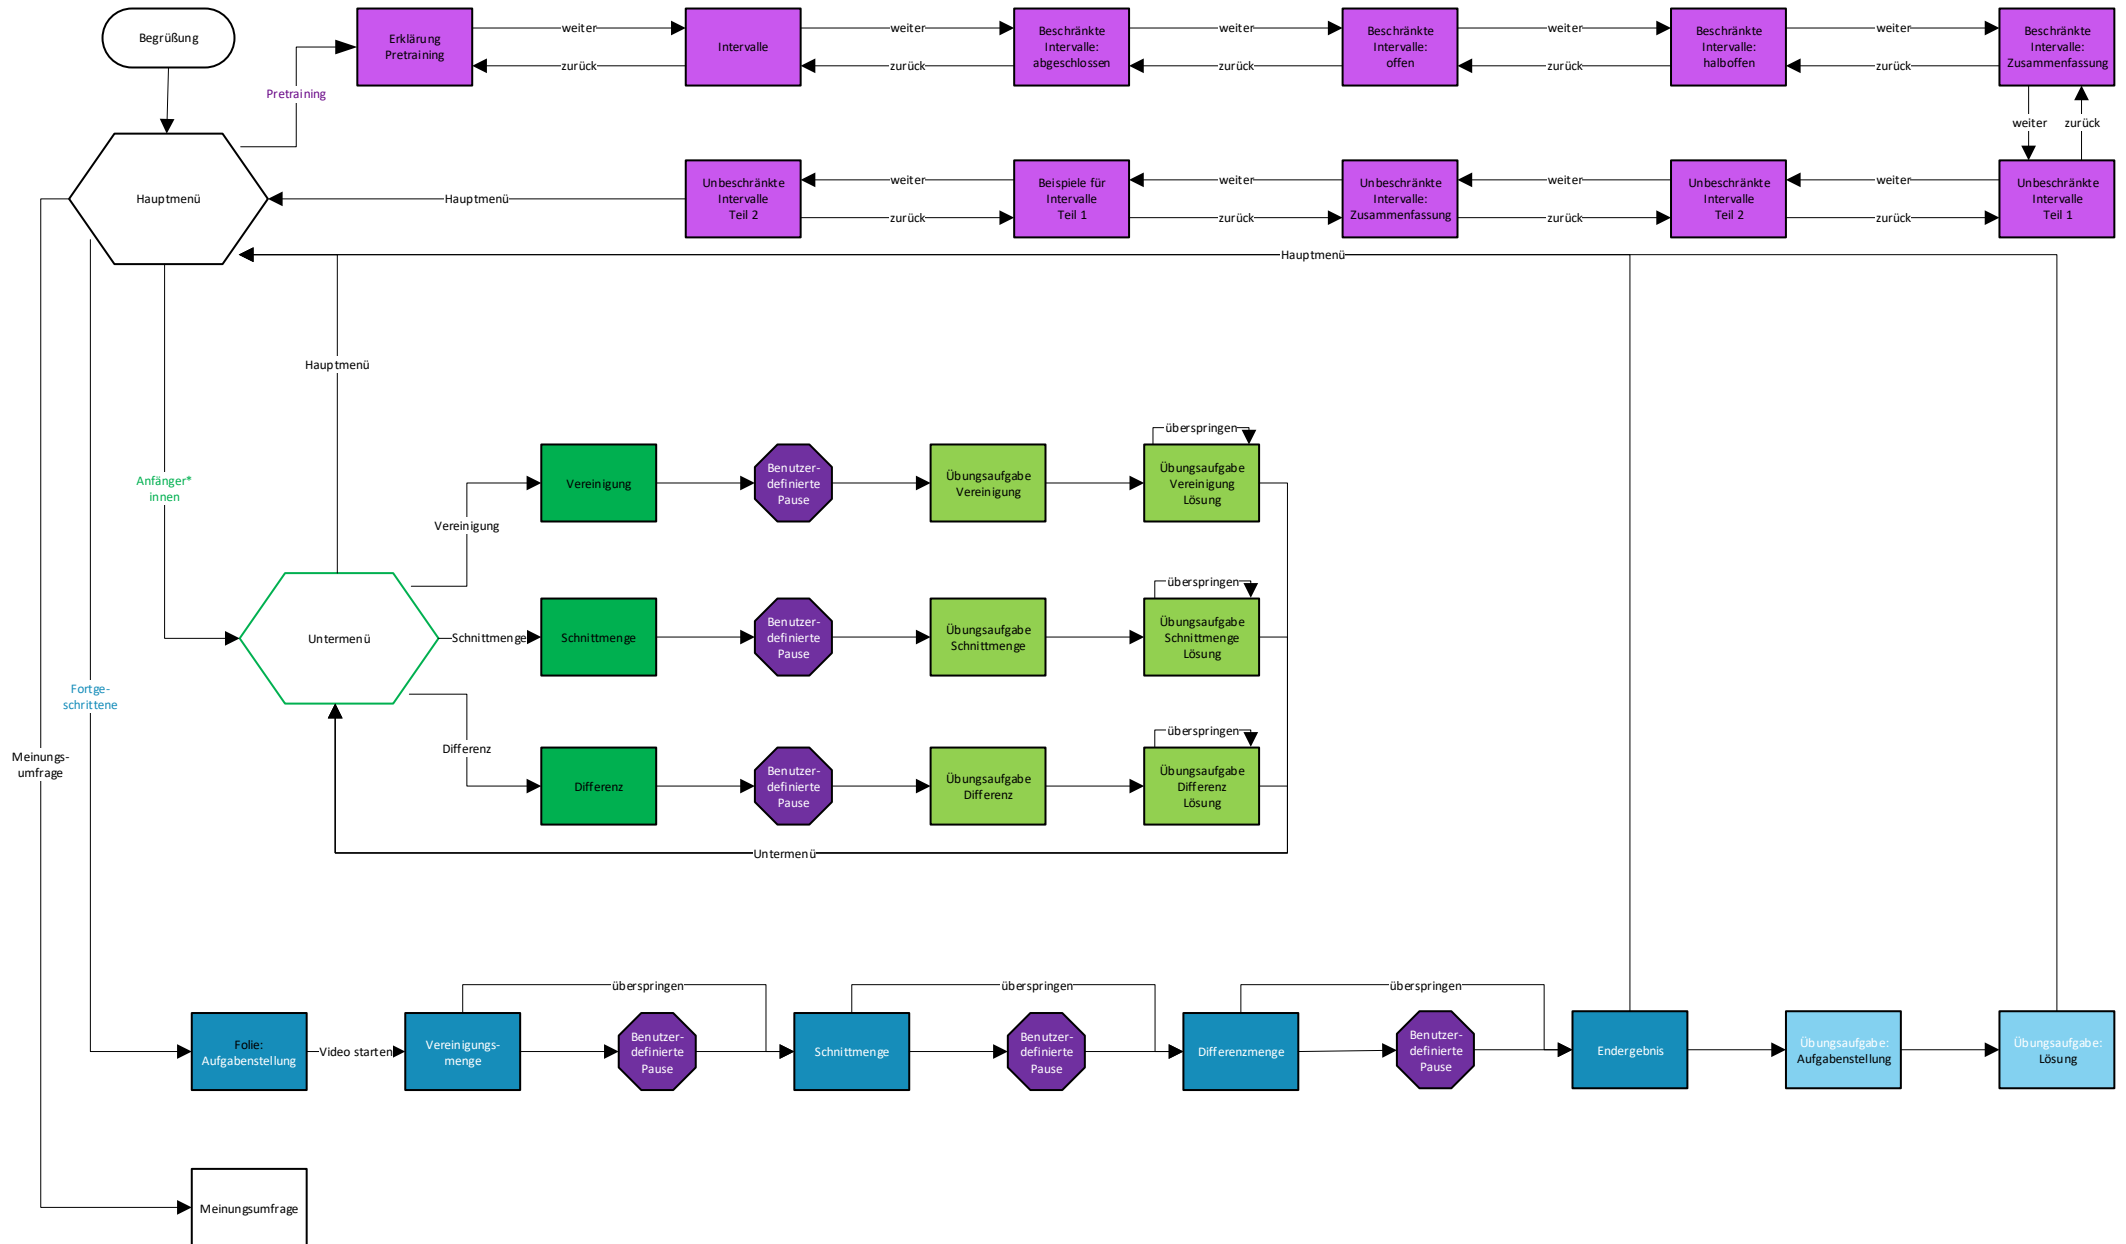 Begrüßung
Erklärung
Pretraining
weiter
zurück
Intervalle
weiter
zurück
Beschränkte
Intervalle:
abgeschlossen
weiter
zurück
Beschränkte
Intervalle:
offen
weiter
zurück
Beschränkte
Intervalle:
halboffen
weiter
zurück
Beschränkte
Intervalle:
Zusammenfassung
Pretraining
weiter
zurück
Hauptmenü
Hauptmenü
Unbeschränkte
Intervalle
Teil 2
weiter
zurück
Beispiele für
Intervalle
Teil 1
weiter
zurück
Unbeschränkte
Intervalle:
Zusammenfassung
weiter
zurück
Unbeschränkte
Intervalle
Teil 2
weiter
zurück
Unbeschränkte
Intervalle
Teil 1
Hauptmenü
Hauptmenü
Anfänger*
innen
Vereinigung
Vereinigung
Benutzer-
definierte
Pause
Übungsaufgabe
Vereinigung
überspringen
Übungsaufgabe
Vereinigung
Lösung
Untermenü
Schnittmenge
Schnittmenge
Benutzer-
definierte
Pause
Übungsaufgabe
Schnittmenge
überspringen
Übungsaufgabe
Schnittmenge
Lösung
Fortge-
schrittene
Differenz
Differenz
Benutzer-
definierte
Pause
Übungsaufgabe
Differenz
überspringen
Übungsaufgabe
Differenz
Lösung
Meinungs-
umfrage
Untermenü
überspringen
überspringen
überspringen
Folie:
Aufgabenstellung
Video starten
Vereinigungs-
menge
Benutzer-
definierte
Pause
Schnittmenge
Benutzer-
definierte
Pause
Differenzmenge
Benutzer-
definierte
Pause
Endergebnis
Übungsaufgabe:
Aufgabenstellung
Übungsaufgabe:
Lösung
Meinungsumfrage